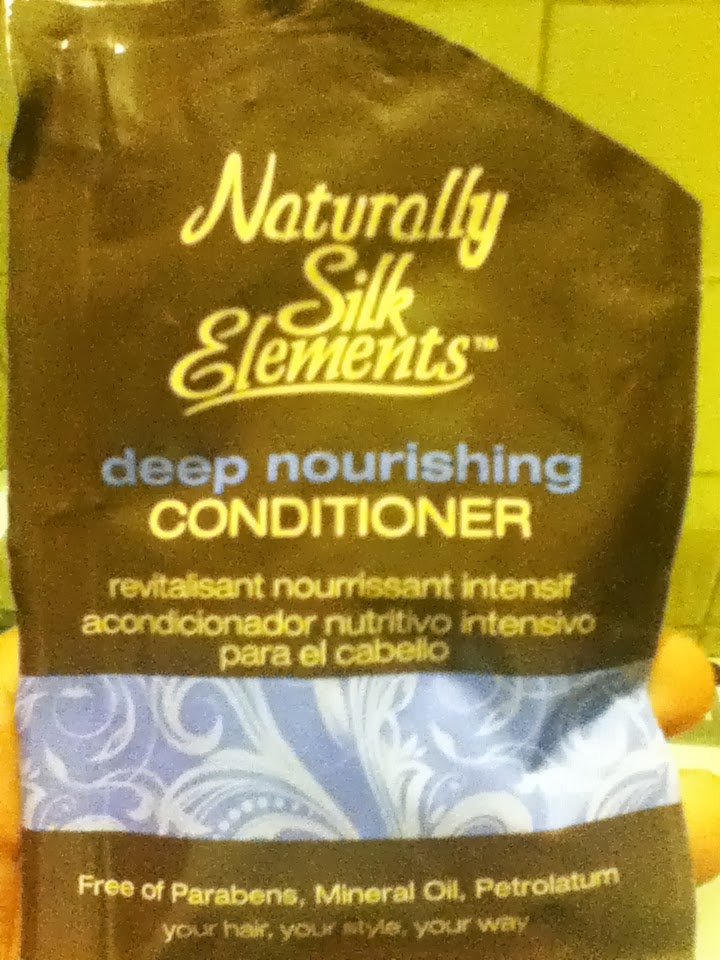 Naturally
Silk
Elements™
deep nourishing
CONDITIONER
revitalisant nourrissant intensif
acondicionador nutritivo intensivo
para el cabello
Free of Parabens, Mineral Oil, Petrolatum
your hair, your style, your way